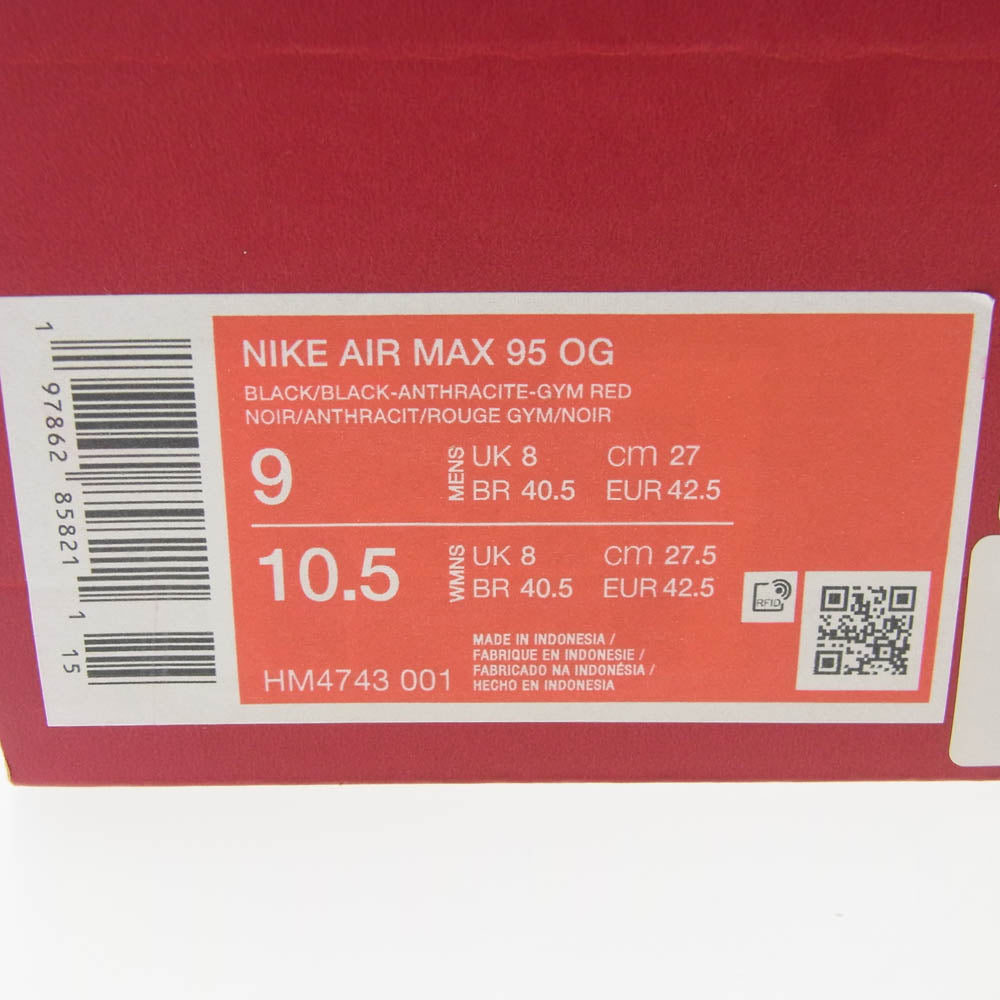 NIKE AIR MAX 95 OG
BLACK/BLACK-ANTHRACITE-GYM RED
NOIR/ANTHRACIT/ROUGE GYM/NOIR
9 MENS UK 8 cm 27
BR 40.5 EUR 42.5
10.5 WMNS UK 8 cm 27.5
BR 40.5 EUR 42.5
RFID
MADE IN INDONESIA /
FABRIQUE EN INDONESIE /
FABRICADO NA INDONÉSIA /
HECHO EN INDONESIA
HM4743 001
1 97862 85821 1 15